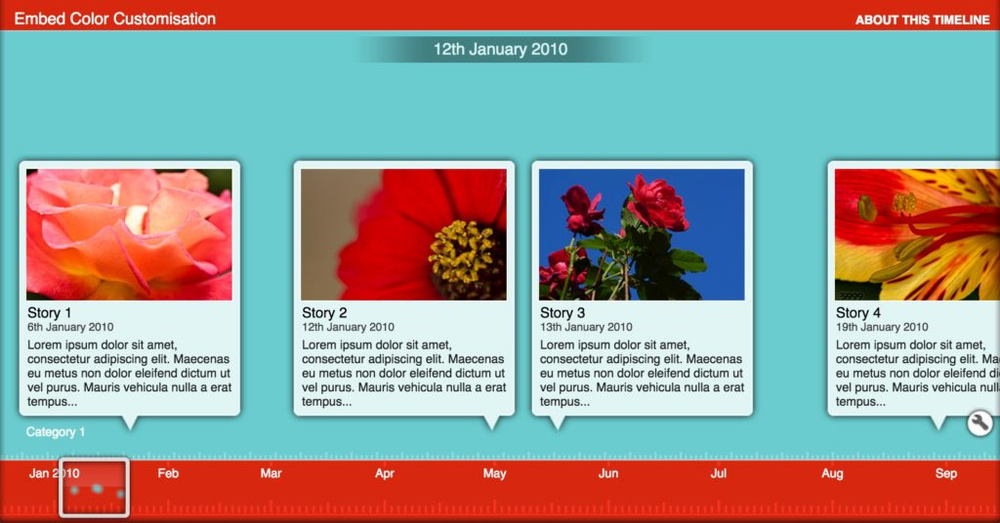 Embed Color Customisation
ABOUT THIS TIMELINE
12th January 2010
Story 1
6th January 2010
Lorem ipsum dolor sit amet,
consectetur adipiscing elit. Maecenas
eu metus non dolor eleifend dictum ut
vel purus. Mauris vehicula nulla a erat
tempus...
Story 2
12th January 2010
Lorem ipsum dolor sit amet,
consectetur adipiscing elit. Maecenas
eu metus non dolor eleifend dictum ut
vel purus. Mauris vehicula nulla a erat
tempus...
Story 3
13th January 2010
Lorem ipsum dolor sit amet,
consectetur adipiscing elit. Maecenas
eu metus non dolor eleifend dictum ut
vel purus. Mauris vehicula nulla a erat
tempus...
Story 4
19th January 2010
Lorem ipsum dolor sit amet,
consectetur adipiscing elit. Maecenas
eu metus non dolor eleifend dictum ut
vel purus. Mauris vehicula nulla a erat
tempus...
Category 1
Jan 2010 Feb Mar Apr May Jun Jul Aug Sep